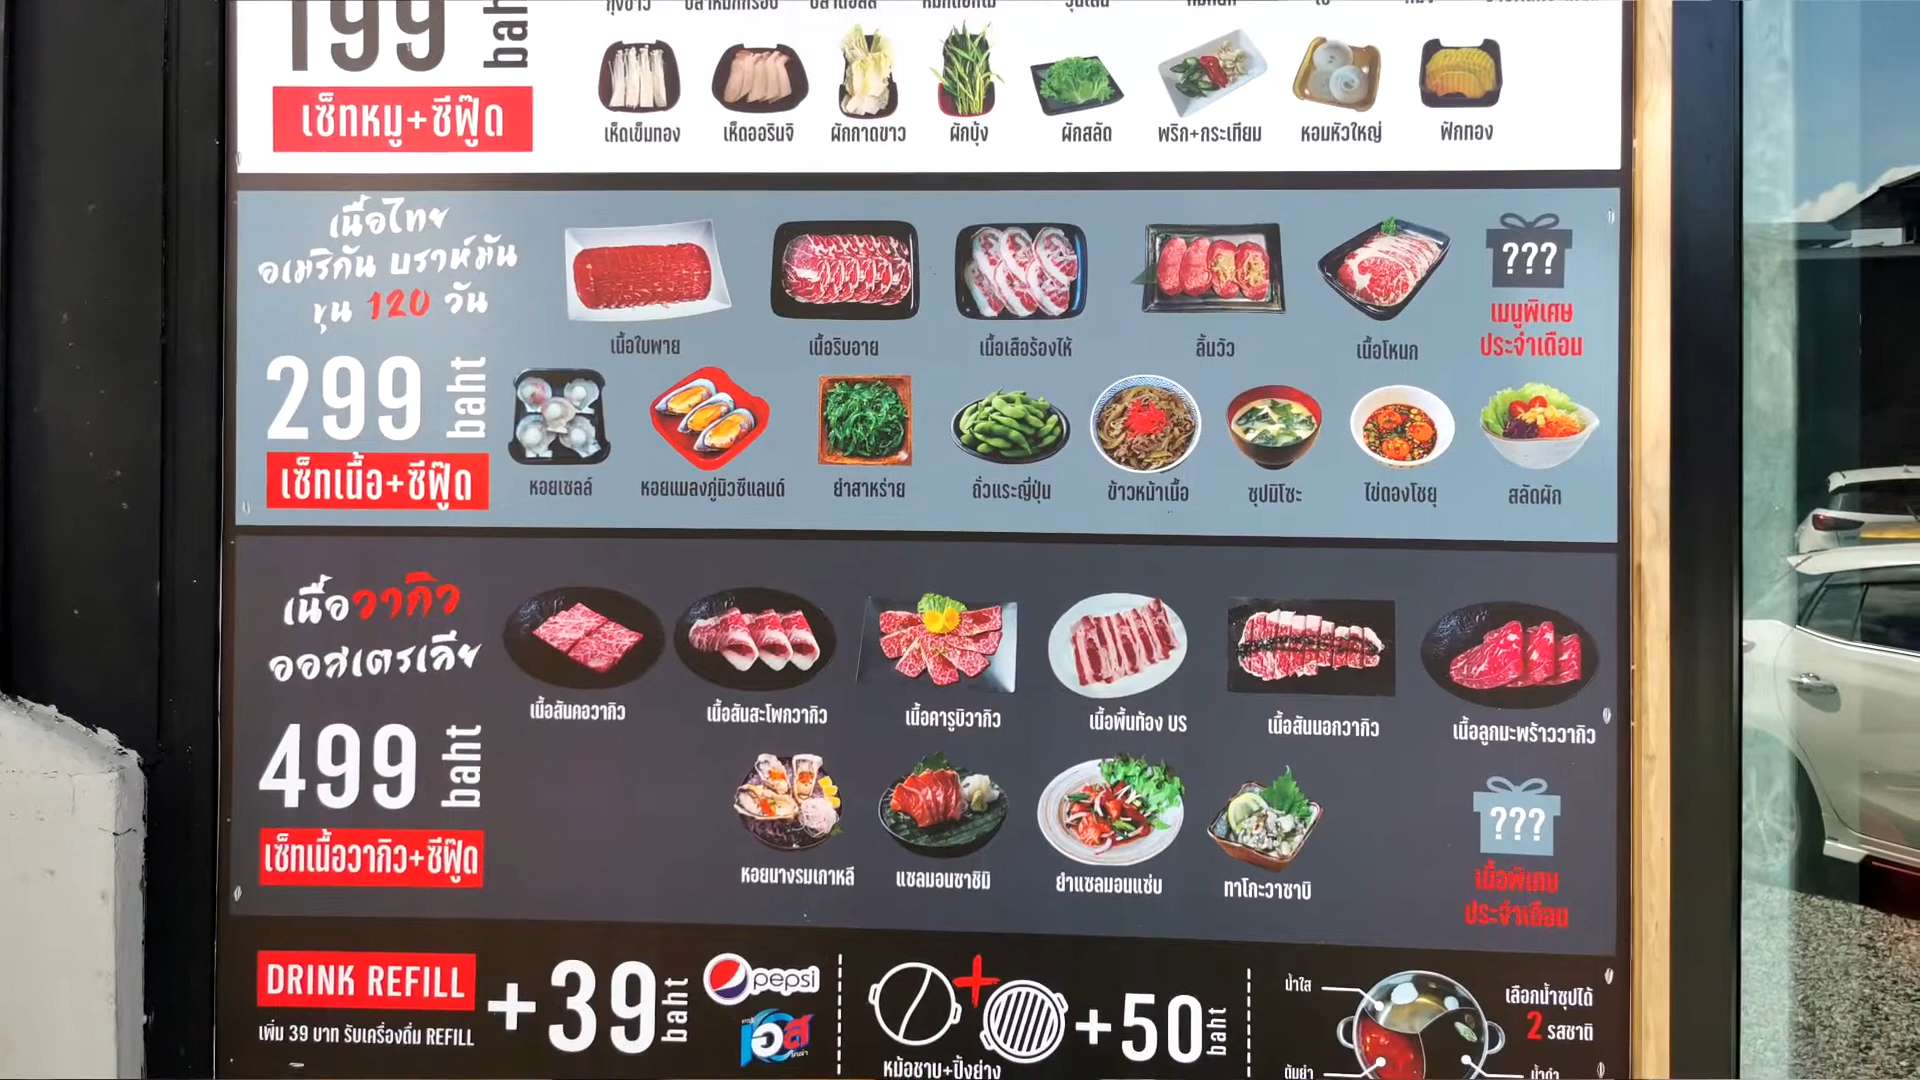 199 baht
เซ็ทหมู+ซีฟู๊ด
เห็ดเข็มทอง
เห็ดออรินจิ
ผักกาดขาว
ผักบุ้ง
ผักสลัด
พริก+กระเทียม
หอมหัวใหญ่
ฟักทอง
เนื้อไทย
อเมริกัน บราห์มัน
ขุน 120 วัน
299 baht
เซ็ทเนื้อ+ซีฟู๊ด
เนื้อใบพาย
เนื้อริบอาย
เนื้อเสือร้องไห้
ลิ้นวัว
เนื้อโหนก
???
เมนูพิเศษ
ประจำเดือน
หอยเชลล์
หอยแมลงภู่นิวซีแลนด์
ยำสาหร่าย
ถั่วแระญี่ปุ่น
ข้าวหน้าเนื้อ
ซุปมิโซะ
ไข่ดองโชยุ
สลัดผัก
เนื้อวากิว
ออสเตรเลีย
499 baht
เซ็ทเนื้อวากิว+ซีฟู๊ด
เนื้อสันคอวากิว
เนื้อสันสะโพกวากิว
เนื้อคารูบิวากิว
เนื้อพื้นท้อง US
เนื้อสันนอกวากิว
เนื้อลูกมะพร้าววากิว
หอยนางรมเกาหลี
แซลมอนซาชิมิ
ยำแซลมอนแซ่บ
ทาโกะวาซาบิ
???
เนื้อพิเศษ
ประจำเดือน
DRINK REFILL
เพิ่ม 39 บาท รับเครื่องดื่ม REFILL
+39 baht
pepsi
เอส
หม้อชาบู+ปิ้งย่าง
+50 baht
น้ำใส
ต้มยำ
น้ำดำ
เลือกน้ำซุปได้
2 รสชาติ